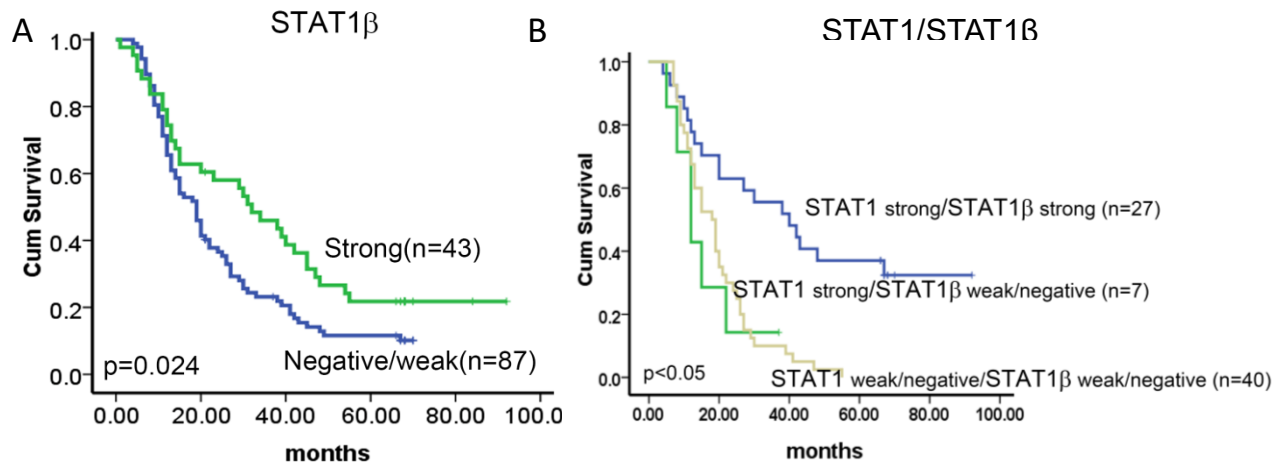 A
STAT1β
1.0
0.8
0.6
0.4
0.2
0.0
Cum Survival
Strong(n=43)
Negative/weak(n=87)
p=0.024
0.00 20.00 40.00 60.00 80.00 100.0
months
B
STAT1/STAT1β
1.0
0.8
0.6
0.4
0.2
0.0
Cum Survival
STAT1 strong/STAT1β strong (n=27)
STAT1 strong/STAT1β weak/negative (n=7)
STAT1 weak/negative/STAT1β weak/negative (n=40)
p<0.05
0.00 20.00 40.00 60.00 80.00 100.00
months